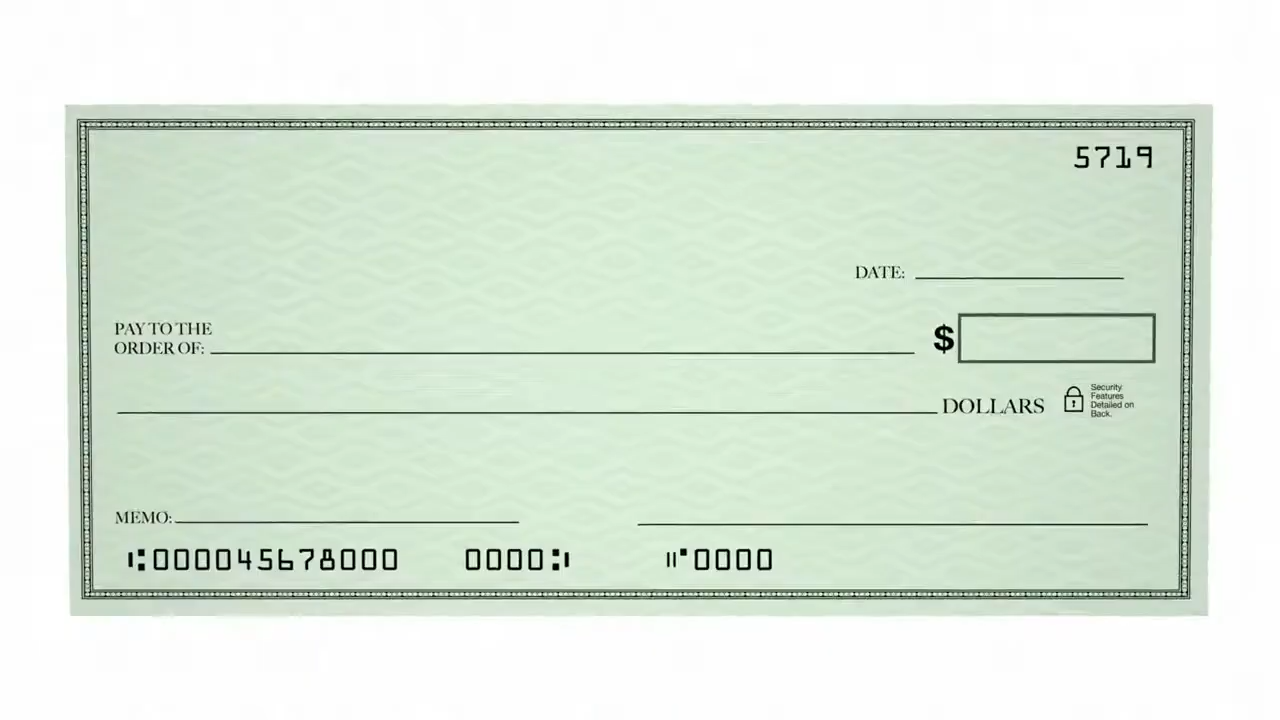 5719
DATE:
PAY TO THE
ORDER OF:
$
DOLLARS
Security
Features
Detailed on
Back.
MEMO:
⑆000045678000 0000⑆ ⑈0000